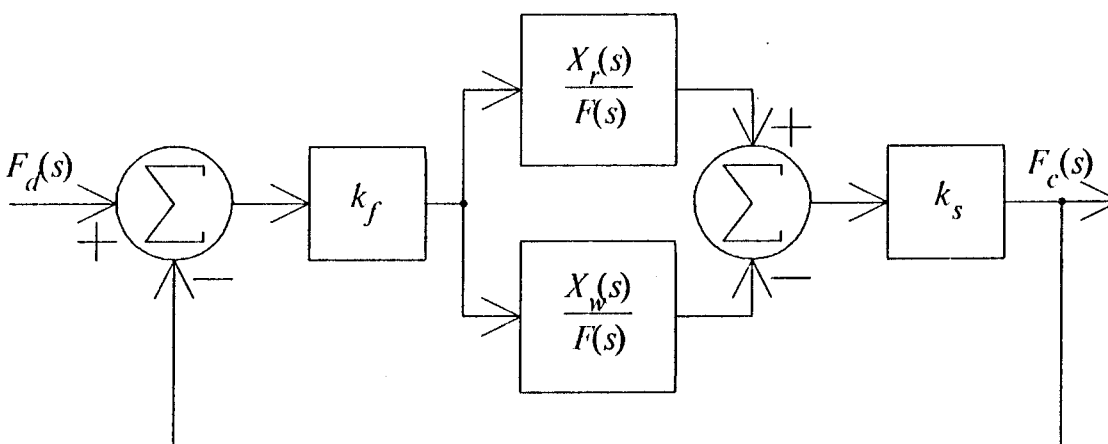 X_r(s)
F(s)
+
F_d(s)
+
−
Σ
k_f
Σ
k_s
F_c(s)
−
X_w(s)
F(s)